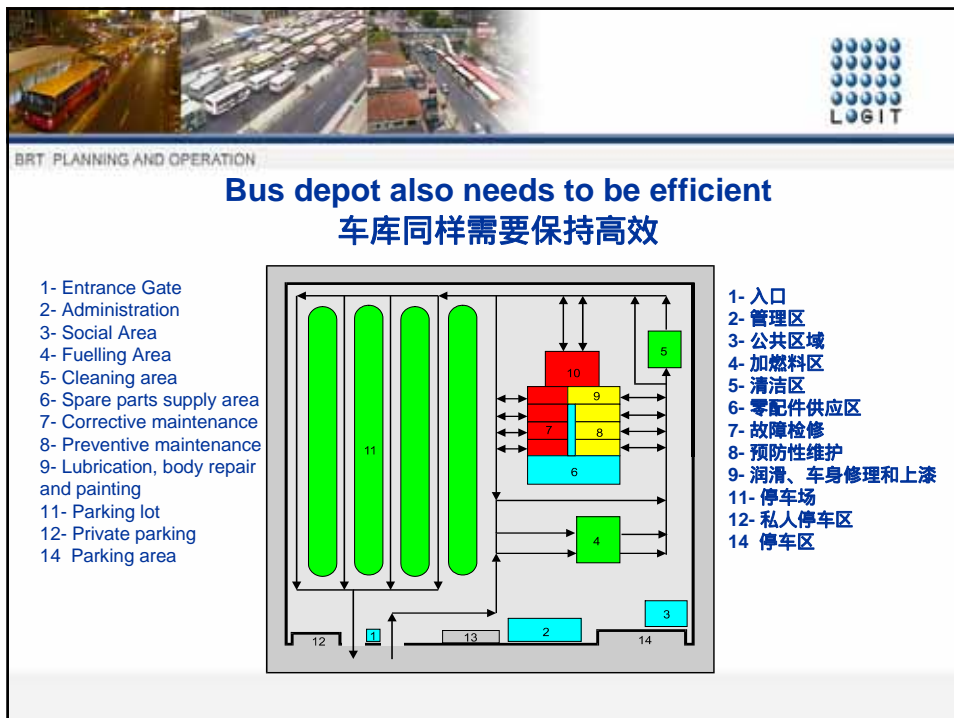 LOGIT
BRT PLANNING AND OPERATION
Bus depot also needs to be efficient
车库同样需要保持高效
1- Entrance Gate
2- Administration
3- Social Area
4- Fuelling Area
5- Cleaning area
6- Spare parts supply area
7- Corrective maintenance
8- Preventive maintenance
9- Lubrication, body repair
and painting
11- Parking lot
12- Private parking
14 Parking area
5
10
9
7
8
11
6
4
3
1
2
12
13
14
1- 入口
2- 管理区
3- 公共区域
4- 加燃料区
5- 清洁区
6- 零配件供应区
7- 故障检修
8- 预防性维护
9- 润滑、车身修理和上漆
11- 停车场
12- 私人停车区
14 停车区